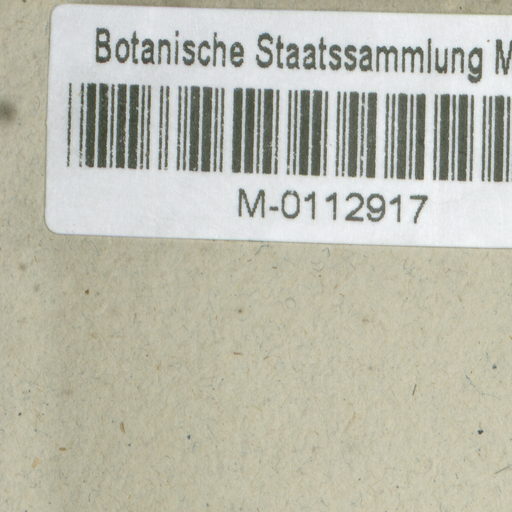 Botanische Staatssammlung M
M-0112917